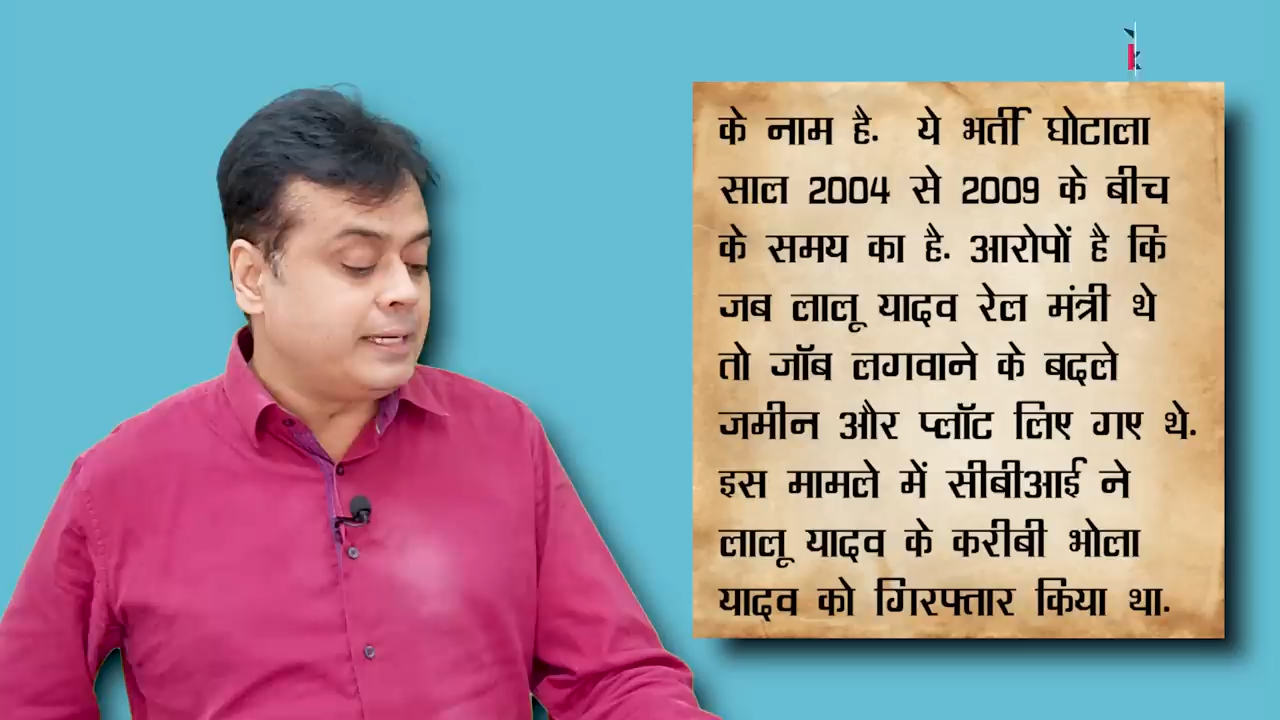 के नाम है. ये भर्ती घोटाला
साल 2004 से 2009 के बीच
के समय का है. आरोपों है कि
जब लालू यादव रेल मंत्री थे
तो जॉब लगवाने के बदले
जमीन और प्लॉट लिए गए थे.
इस मामले में सीबीआई ने
लालू यादव के करीबी भोला
यादव को गिरफ्तार किया था.